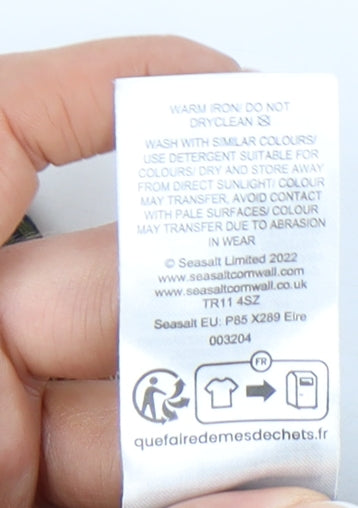 WARM IRON/ DO NOT
DRYCLEAN
WASH WITH SIMILAR COLOURS/
USE DETERGENT SUITABLE FOR
COLOURS/ DRY AND STORE AWAY
FROM DIRECT SUNLIGHT/ COLOUR
MAY TRANSFER, AVOID CONTACT
WITH PALE SURFACES/ COLOUR
MAY TRANSFER DUE TO ABRASION
IN WEAR
© Seasalt Limited 2022
www.seasaltcornwall.com
www.seasaltcornwall.co.uk
TR11 4SZ
Seasalt EU: P85 X289 Eire
003204
FR
quefairedemesdechets.fr